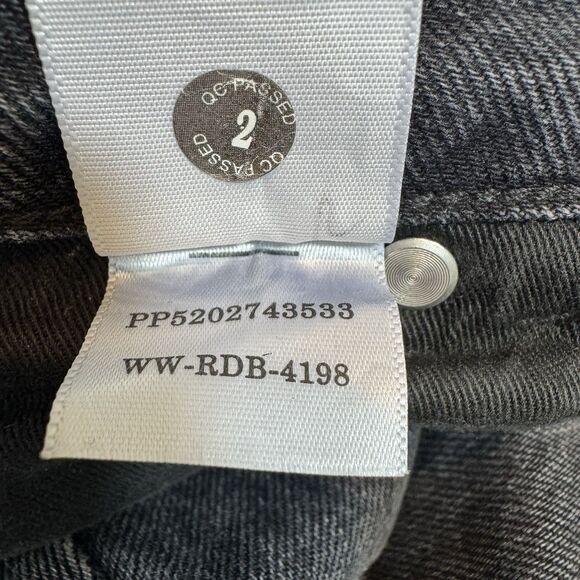 QC PASSED
2
QC PASSED
PP5202743533
WW-RDB-4198